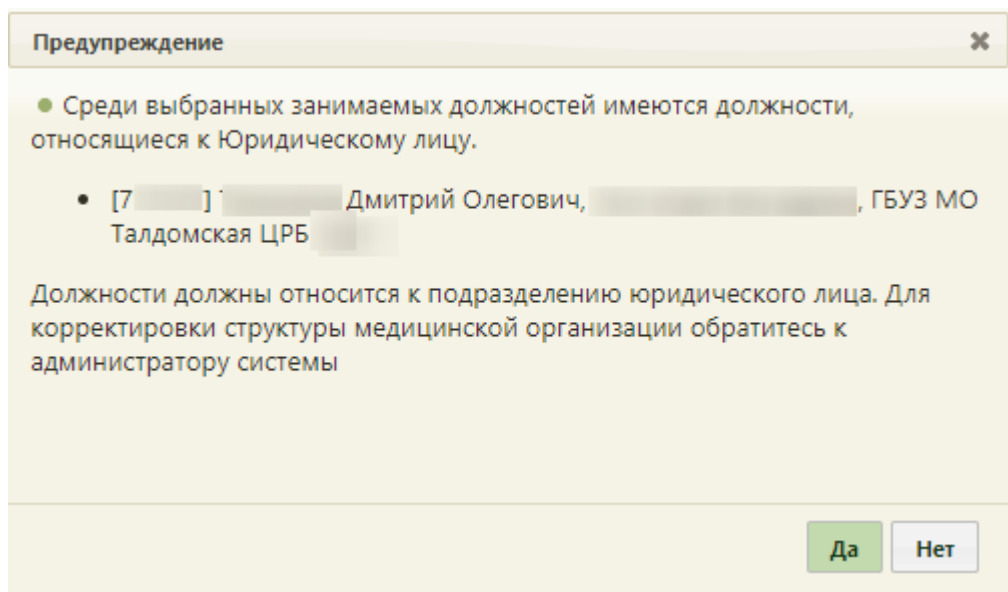 Предупреждение
Среди выбранных занимаемых должностей имеются должности,
относящиеся к Юридическому лицу.
[7 ] Дмитрий Олегович, , ГБУЗ МО
Талдомская ЦРБ
Должности должны относится к подразделению юридического лица. Для
корректировки структуры медицинской организации обратитесь к
администратору системы
Да Нет